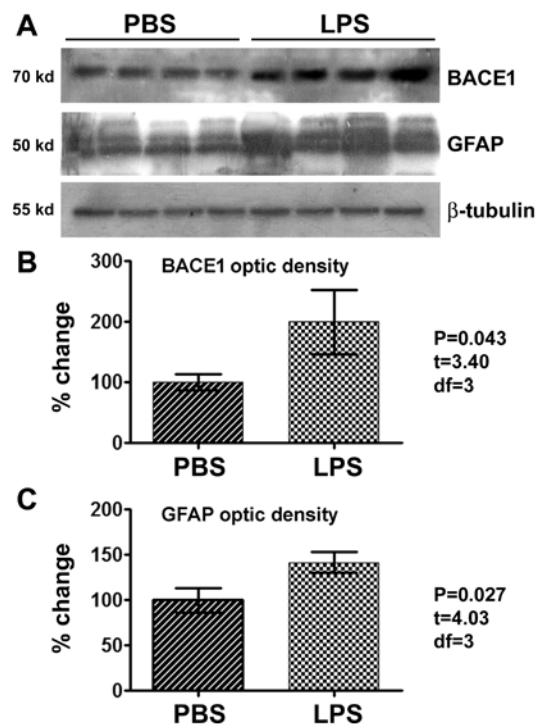 A
PBS LPS
70 kd BACE1
50 kd GFAP
55 kd β-tubulin
B
BACE1 optic density
300
200
100
0
% change
PBS LPS
P=0.043
t=3.40
df=3
C
GFAP optic density
200
150
100
50
0
% change
PBS LPS
P=0.027
t=4.03
df=3